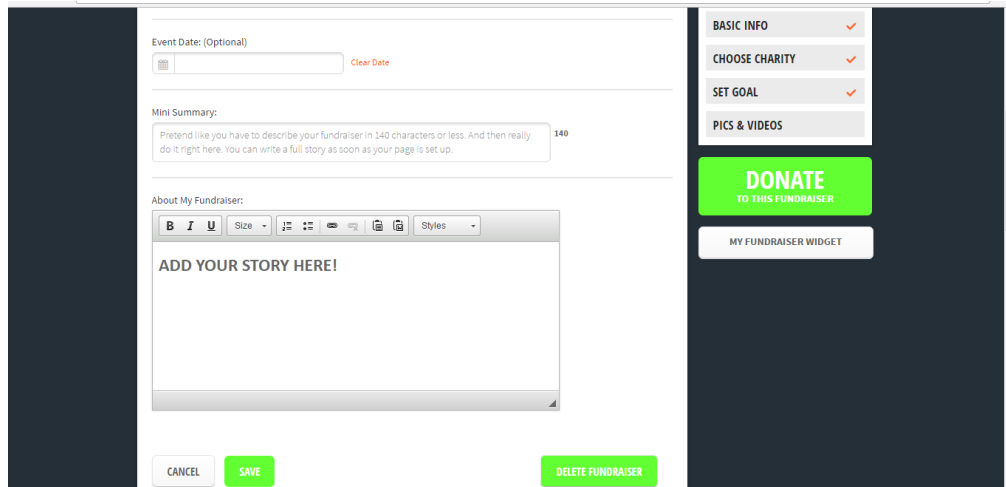 Event Date: (Optional)
Clear Date
Mini Summary:
Pretend like you have to describe your fundraiser in 140 characters or less. And then really
do it right here. You can write a full story as soon as your page is set up.
140
About My Fundraiser:
B I U Size Styles
ADD YOUR STORY HERE!
CANCEL
SAVE
DELETE FUNDRAISER
BASIC INFO
CHOOSE CHARITY
SET GOAL
PICS & VIDEOS
DONATE
TO THIS FUNDRAISER
MY FUNDRAISER WIDGET